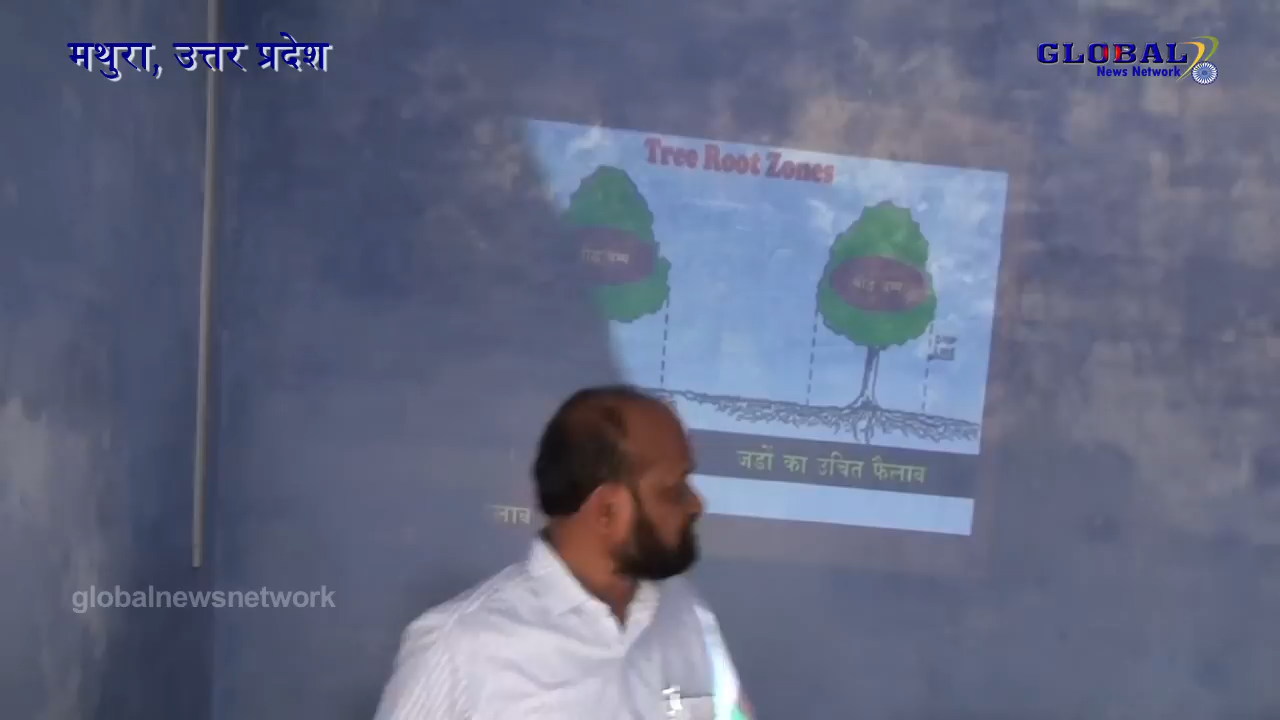 मथुरा, उत्तर प्रदेश
GLOBAL
News Network
Tree Root Zones
जडों का उचित फैलाब
लाब
globalnewsnetwork